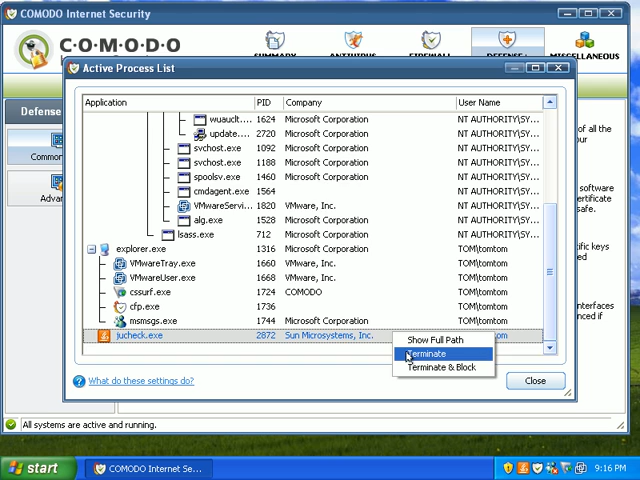 COMODO Internet Security
C·O·M·O·D·O
SUMMARY ANTIVIRUS FIREWALL DEFENSE+ MISCELLANEOUS
Active Process List
Application PID Company User Name
wuauclt.... 1624 Microsoft Corporation NT AUTHORITY\SY...
update.... 2720 Microsoft Corporation NT AUTHORITY\SY...
svchost.exe 1092 Microsoft Corporation NT AUTHORITY\SY...
svchost.exe 1188 Microsoft Corporation NT AUTHORITY\SY...
spoolsv.exe 1460 Microsoft Corporation NT AUTHORITY\SY...
cmdagent.exe 1564 NT AUTHORITY\SY...
VMwareServi... 1820 VMware, Inc. NT AUTHORITY\SY...
alg.exe 1528 Microsoft Corporation NT AUTHORITY\SY...
lsass.exe 712 Microsoft Corporation NT AUTHORITY\SY...
explorer.exe 1316 Microsoft Corporation TOM\tomtom
VMwareTray.exe 1660 VMware, Inc. TOM\tomtom
VMwareUser.exe 1668 VMware, Inc. TOM\tomtom
cssurf.exe 1724 COMODO TOM\tomtom
cfp.exe 1736 TOM\tomtom
msmsgs.exe 1744 Microsoft Corporation TOM\tomtom
jucheck.exe 2872 Sun Microsystems, Inc. om
Show Full Path
Terminate
Terminate & Block
What do these settings do?
Close
Defense
Common
Advan
of all the
our
software
certificate
safe.
ific keys
terfaces
ced if
All systems are active and running.
start
COMODO Internet Se...
9:16 PM